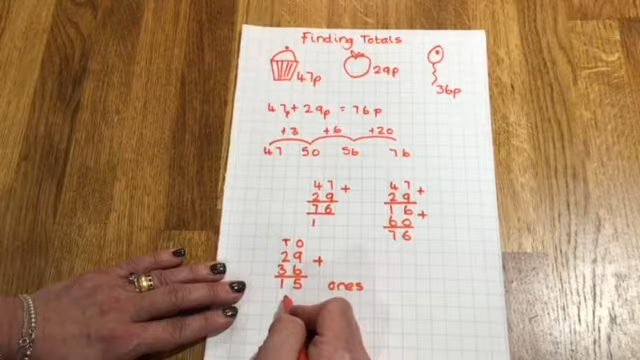 Finding Totals
47p 29p 36p
47p + 29p = 76p
+3 +6 +20
47 50 56 76
47 + 47 +
29 29
76 16 +
1 60
76
T O
29 +
36
15 ones